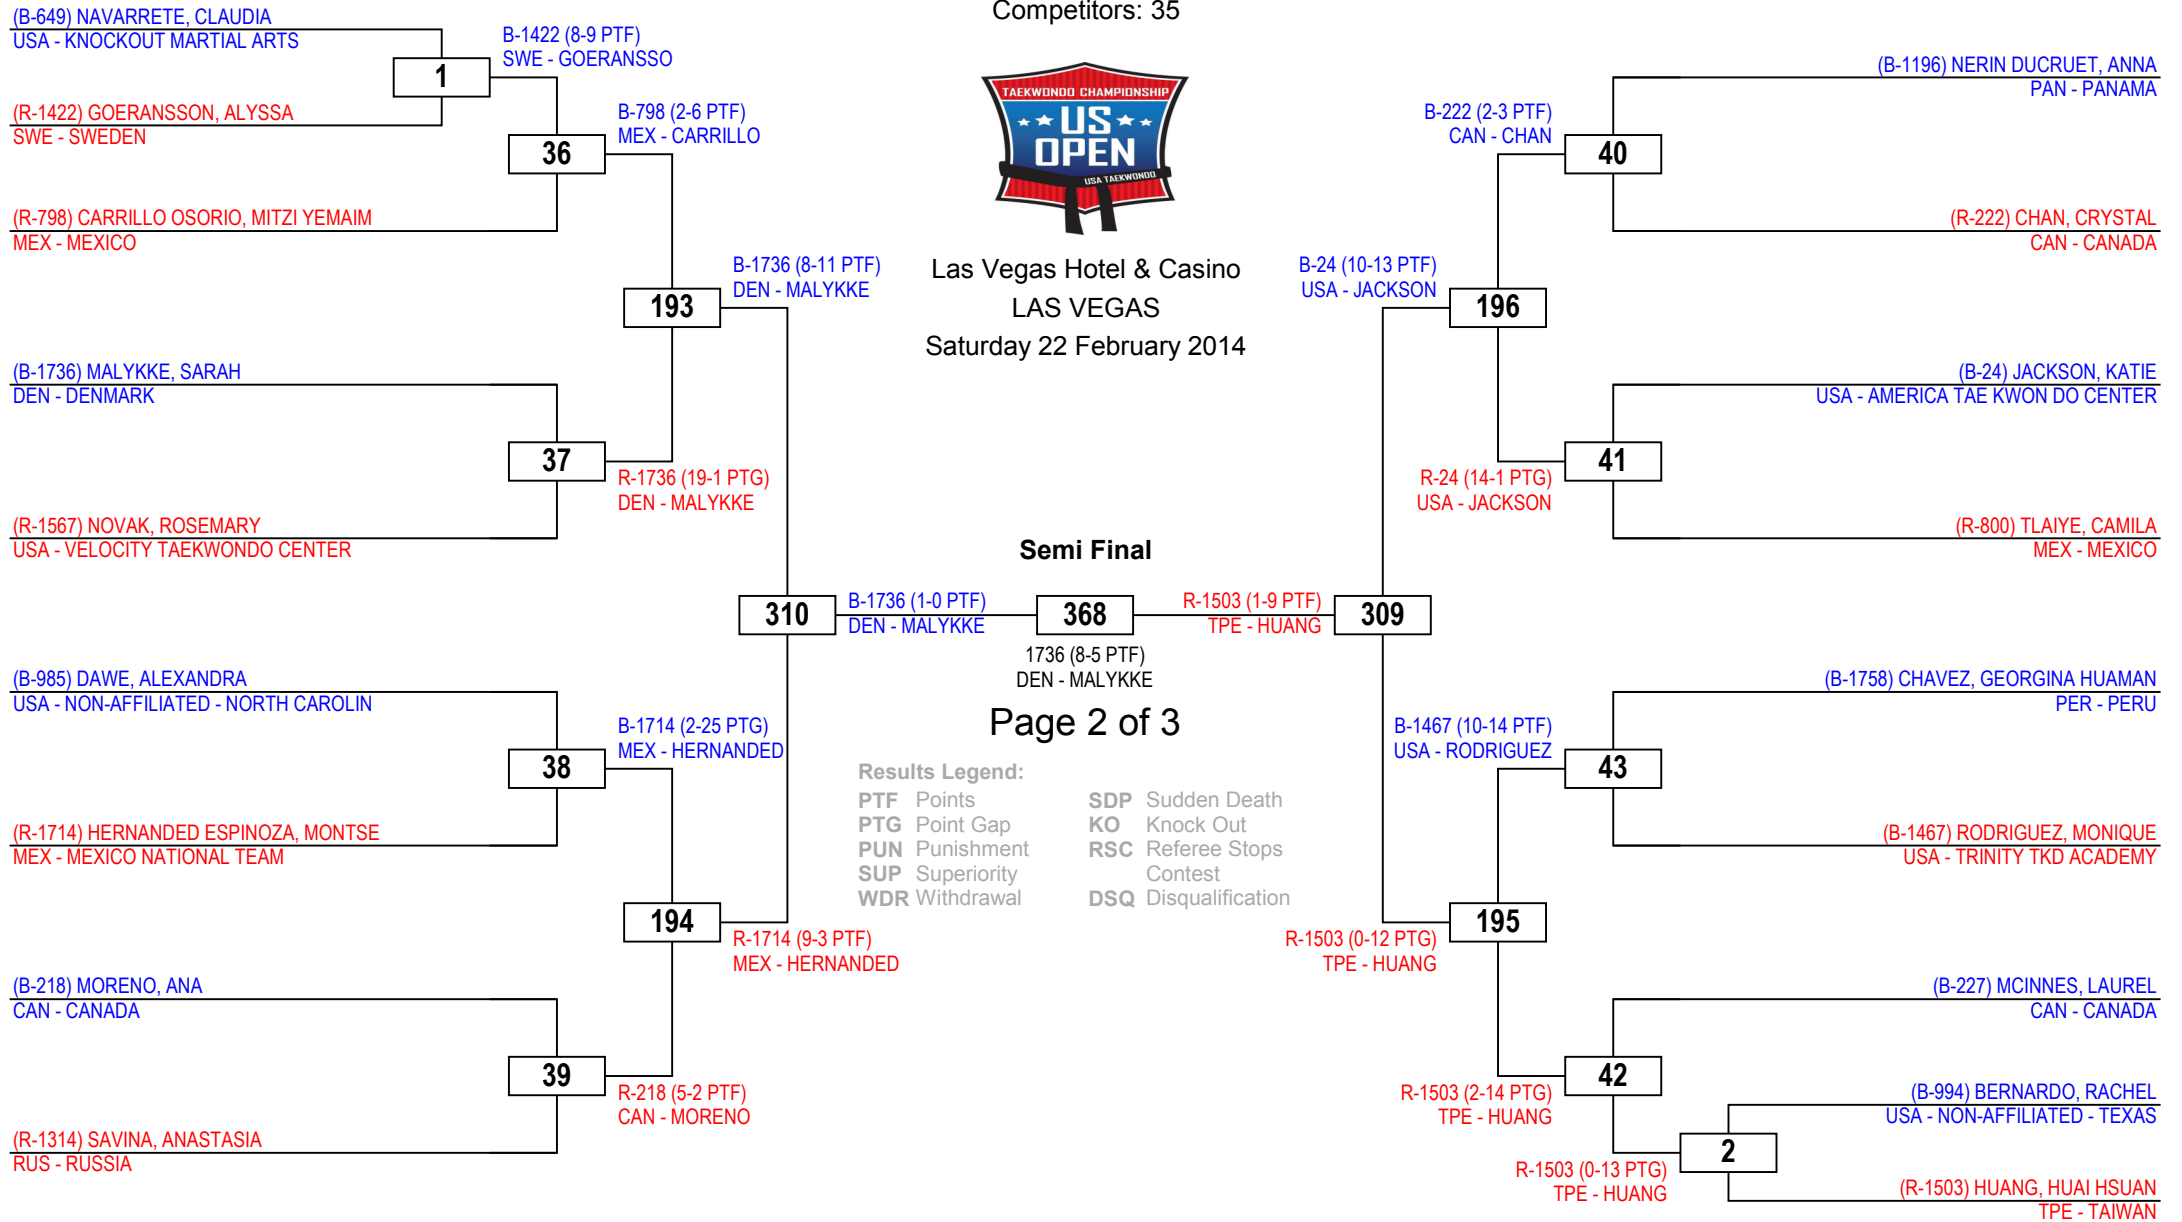 Competitors: 35
TAEKWONDO CHAMPIONSHIP
US
OPEN
USA TAEKWONDO
Las Vegas Hotel & Casino
LAS VEGAS
Saturday 22 February 2014
(B-649) NAVARRETE, CLAUDIA
USA - KNOCKOUT MARTIAL ARTS
1
B-1422 (8-9 PTF)
SWE - GOERANSSO
(R-1422) GOERANSSON, ALYSSA
SWE - SWEDEN
36
B-798 (2-6 PTF)
MEX - CARRILLO
(R-798) CARRILLO OSORIO, MITZI YEMAIM
MEX - MEXICO
193
B-1736 (8-11 PTF)
DEN - MALYKKE
(B-1736) MALYKKE, SARAH
DEN - DENMARK
37
R-1736 (19-1 PTG)
DEN - MALYKKE
(R-1567) NOVAK, ROSEMARY
USA - VELOCITY TAEKWONDO CENTER
310
B-1736 (1-0 PTF)
DEN - MALYKKE
(B-985) DAWE, ALEXANDRA
USA - NON-AFFILIATED - NORTH CAROLIN
38
B-1714 (2-25 PTG)
MEX - HERNANDED
(R-1714) HERNANDED ESPINOZA, MONTSE
MEX - MEXICO NATIONAL TEAM
194
R-1714 (9-3 PTF)
MEX - HERNANDED
(B-218) MORENO, ANA
CAN - CANADA
39
R-218 (5-2 PTF)
CAN - MORENO
(R-1314) SAVINA, ANASTASIA
RUS - RUSSIA
Semi Final
368
1736 (8-5 PTF)
DEN - MALYKKE
Page 2 of 3
Results Legend:
PTF Points
PTG Point Gap
PUN Punishment
SUP Superiority
WDR Withdrawal
SDP Sudden Death
KO Knock Out
RSC Referee Stops
Contest
DSQ Disqualification
(B-1196) NERIN DUCRUET, ANNA
PAN - PANAMA
B-222 (2-3 PTF)
CAN - CHAN
40
(R-222) CHAN, CRYSTAL
CAN - CANADA
B-24 (10-13 PTF)
USA - JACKSON
196
(B-24) JACKSON, KATIE
USA - AMERICA TAE KWON DO CENTER
41
R-24 (14-1 PTG)
USA - JACKSON
(R-800) TLAIYE, CAMILA
MEX - MEXICO
R-1503 (1-9 PTF)
TPE - HUANG
309
(B-1758) CHAVEZ, GEORGINA HUAMAN
PER - PERU
B-1467 (10-14 PTF)
USA - RODRIGUEZ
43
(B-1467) RODRIGUEZ, MONIQUE
USA - TRINITY TKD ACADEMY
195
R-1503 (0-12 PTG)
TPE - HUANG
(B-227) MCINNES, LAUREL
CAN - CANADA
42
R-1503 (2-14 PTG)
TPE - HUANG
(B-994) BERNARDO, RACHEL
USA - NON-AFFILIATED - TEXAS
2
R-1503 (0-13 PTG)
TPE - HUANG
(R-1503) HUANG, HUAI HSUAN
TPE - TAIWAN